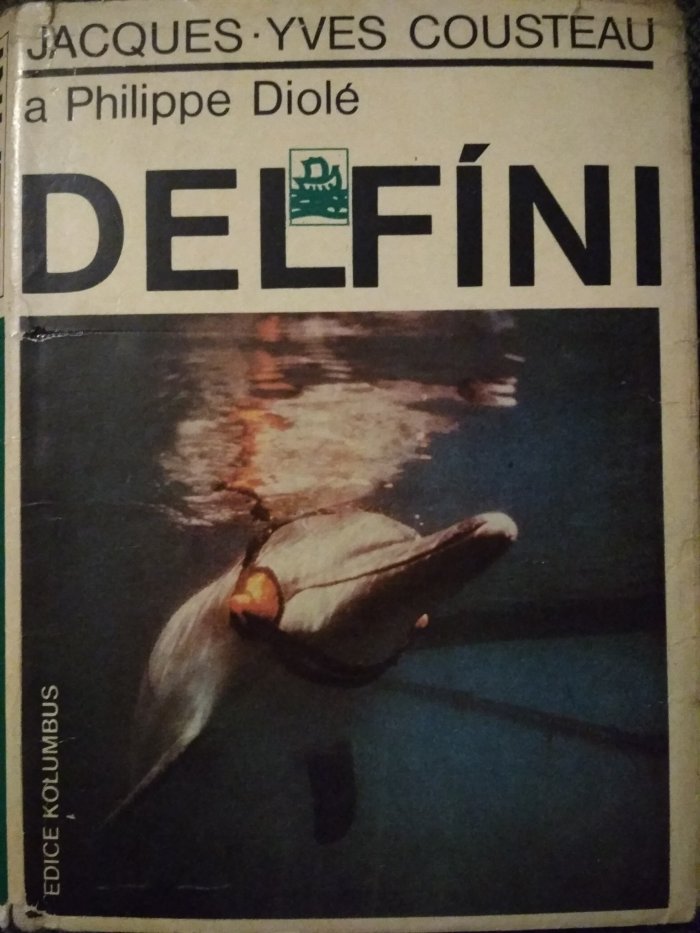 JACQUES-YVES COUSTEAU
a Philippe Diolé
DELFÍNI
EDICE KOLUMBUS